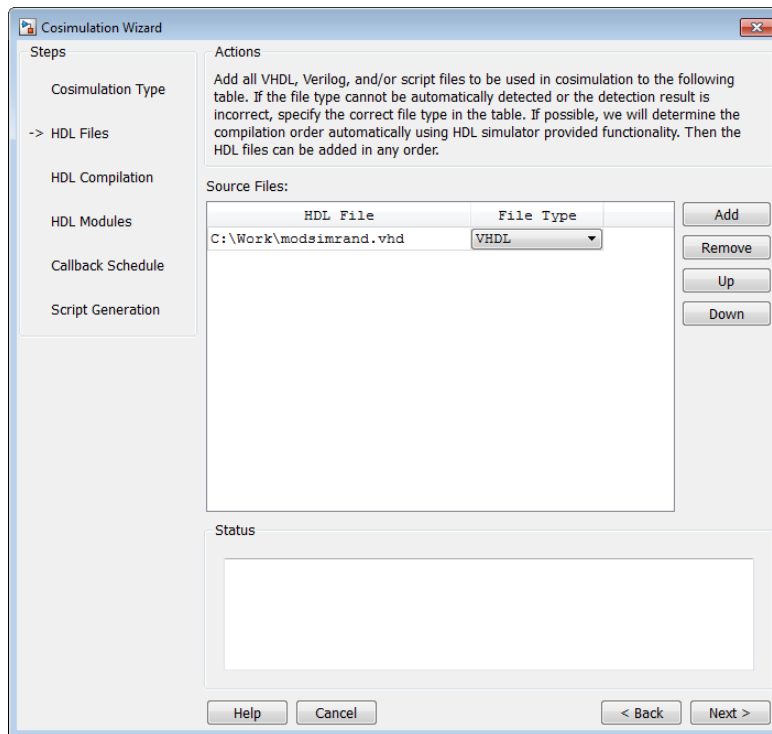 Cosimulation Wizard
Steps
Cosimulation Type
-> HDL Files
HDL Compilation
HDL Modules
Callback Schedule
Script Generation
Actions
Add all VHDL, Verilog, and/or script files to be used in cosimulation to the following
table. If the file type cannot be automatically detected or the detection result is
incorrect, specify the correct file type in the table. If possible, we will determine the
compilation order automatically using HDL simulator provided functionality. Then the
HDL files can be added in any order.
Source Files:
HDL File File Type
C:\Work\modsimrand.vhd VHDL
Add
Remove
Up
Down
Status
Help Cancel < Back Next >